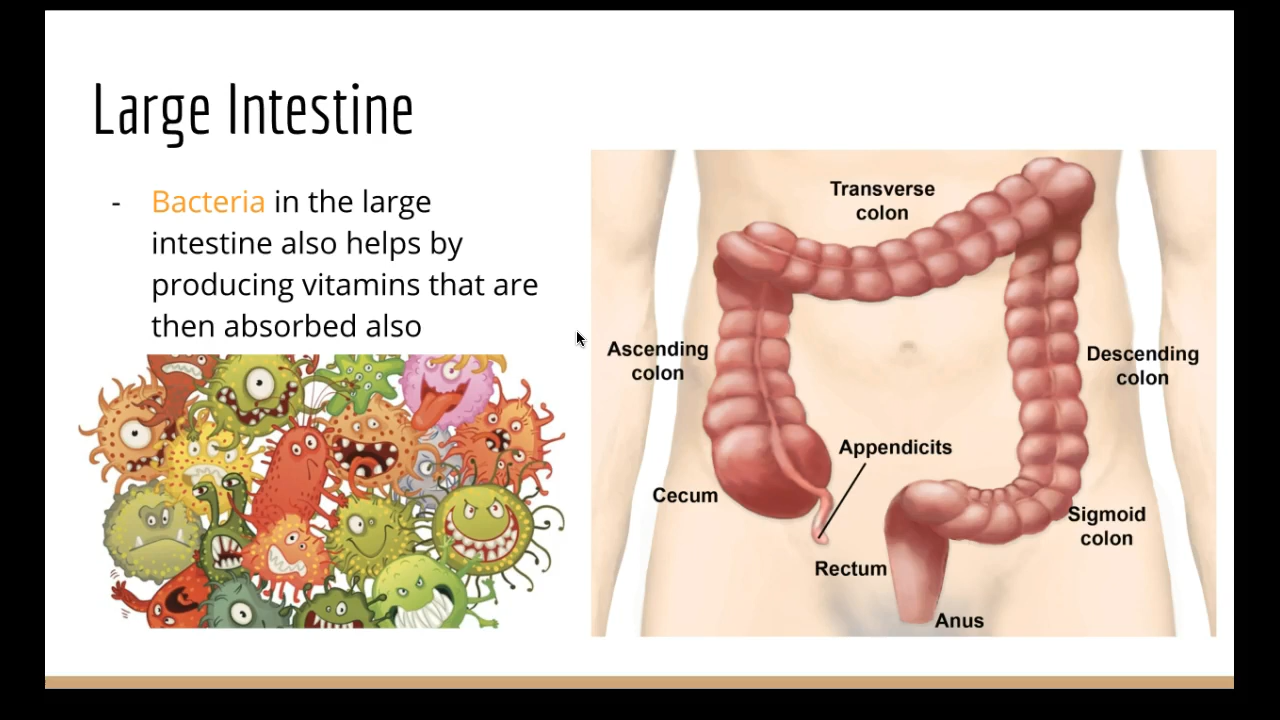 Large Intestine
- Bacteria in the large
intestine also helps by
producing vitamins that are
then absorbed also
Transverse
colon
Ascending
colon
Descending
colon
Appendicits
Cecum
Sigmoid
colon
Rectum
Anus